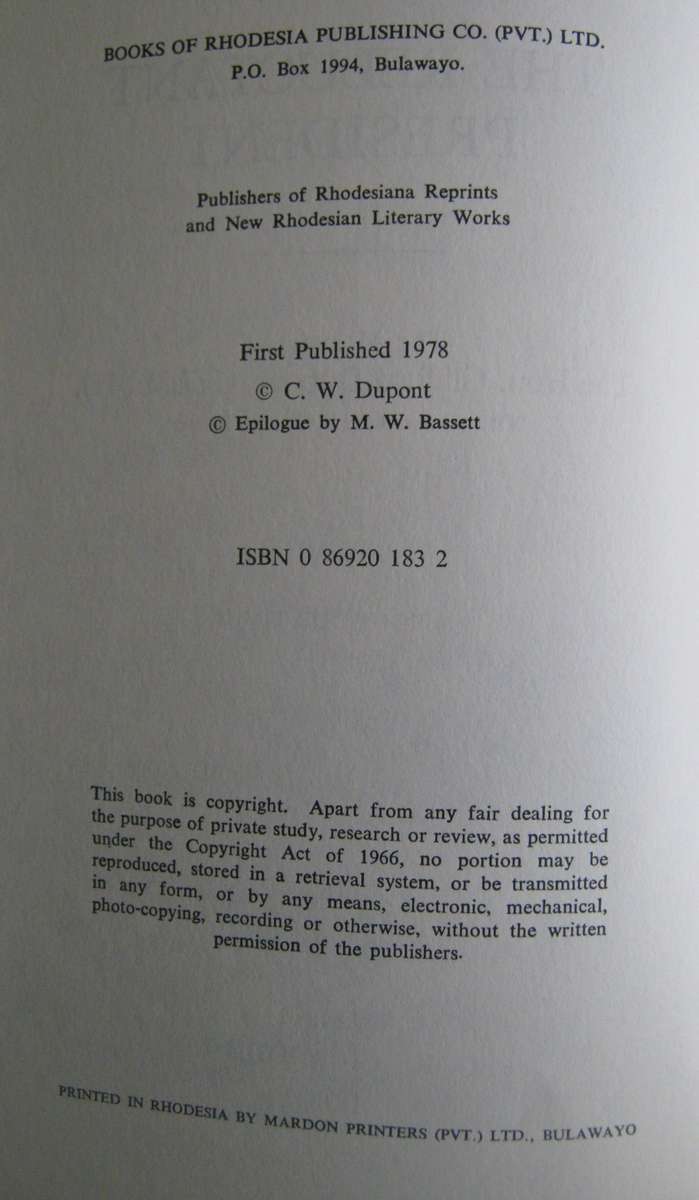 BOOKS OF RHODESIA PUBLISHING CO. (PVT.) LTD.
P.O. Box 1994, Bulawayo.
Publishers of Rhodesiana Reprints
and New Rhodesian Literary Works
First Published 1978
© C. W. Dupont
© Epilogue by M. W. Bassett
ISBN 0 86920 183 2
This book is copyright. Apart from any fair dealing for
the purpose of private study, research or review, as permitted
under the Copyright Act of 1966, no portion may be
reproduced, stored in a retrieval system, or be transmitted
in any form, or by any means, electronic, mechanical,
photo-copying, recording or otherwise, without the written
permission of the publishers.
PRINTED IN RHODESIA BY MARDON PRINTERS (PVT.) LTD., BULAWAYO